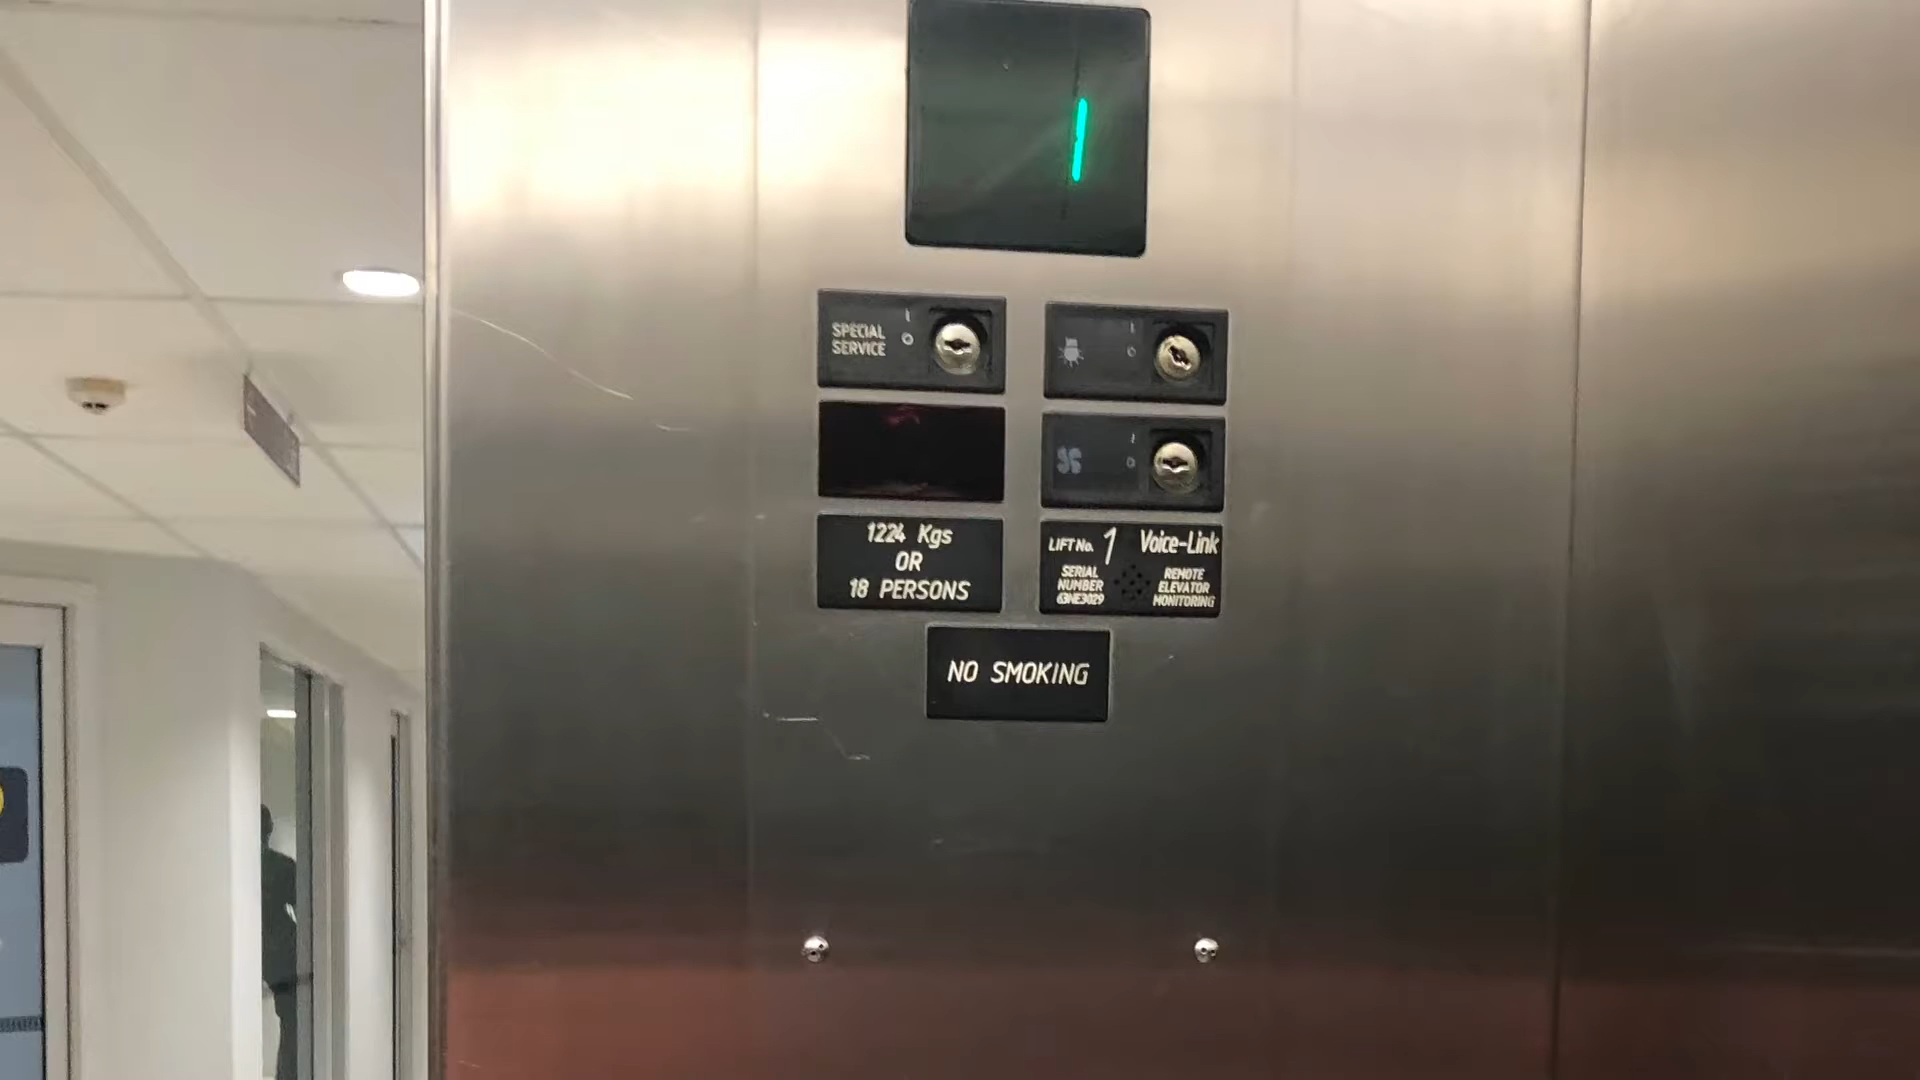 1
SPECIAL
SERVICE
I
O
I
O
I
O
1224 Kgs
OR
18 PERSONS
LIFT No. 1
SERIAL
NUMBER
63NE3029
Voice-Link
REMOTE
ELEVATOR
MONITORING
NO SMOKING